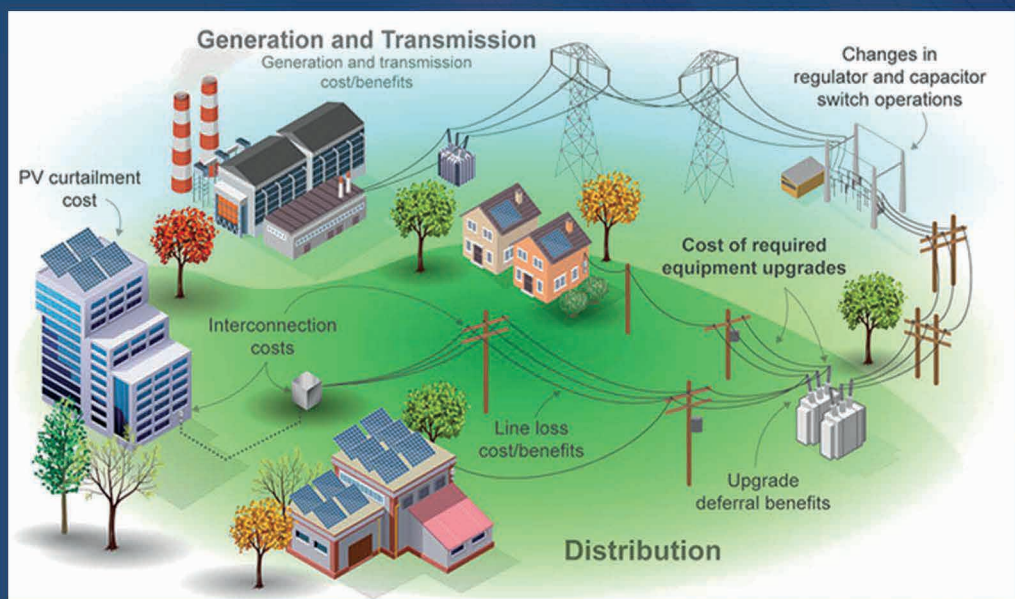 Generation and Transmission
Generation and transmission
cost/benefits
Changes in
regulator and capacitor
switch operations
PV curtailment
cost
Cost of required
equipment upgrades
Interconnection
costs
Line loss
cost/benefits
Upgrade
deferral benefits
Distribution